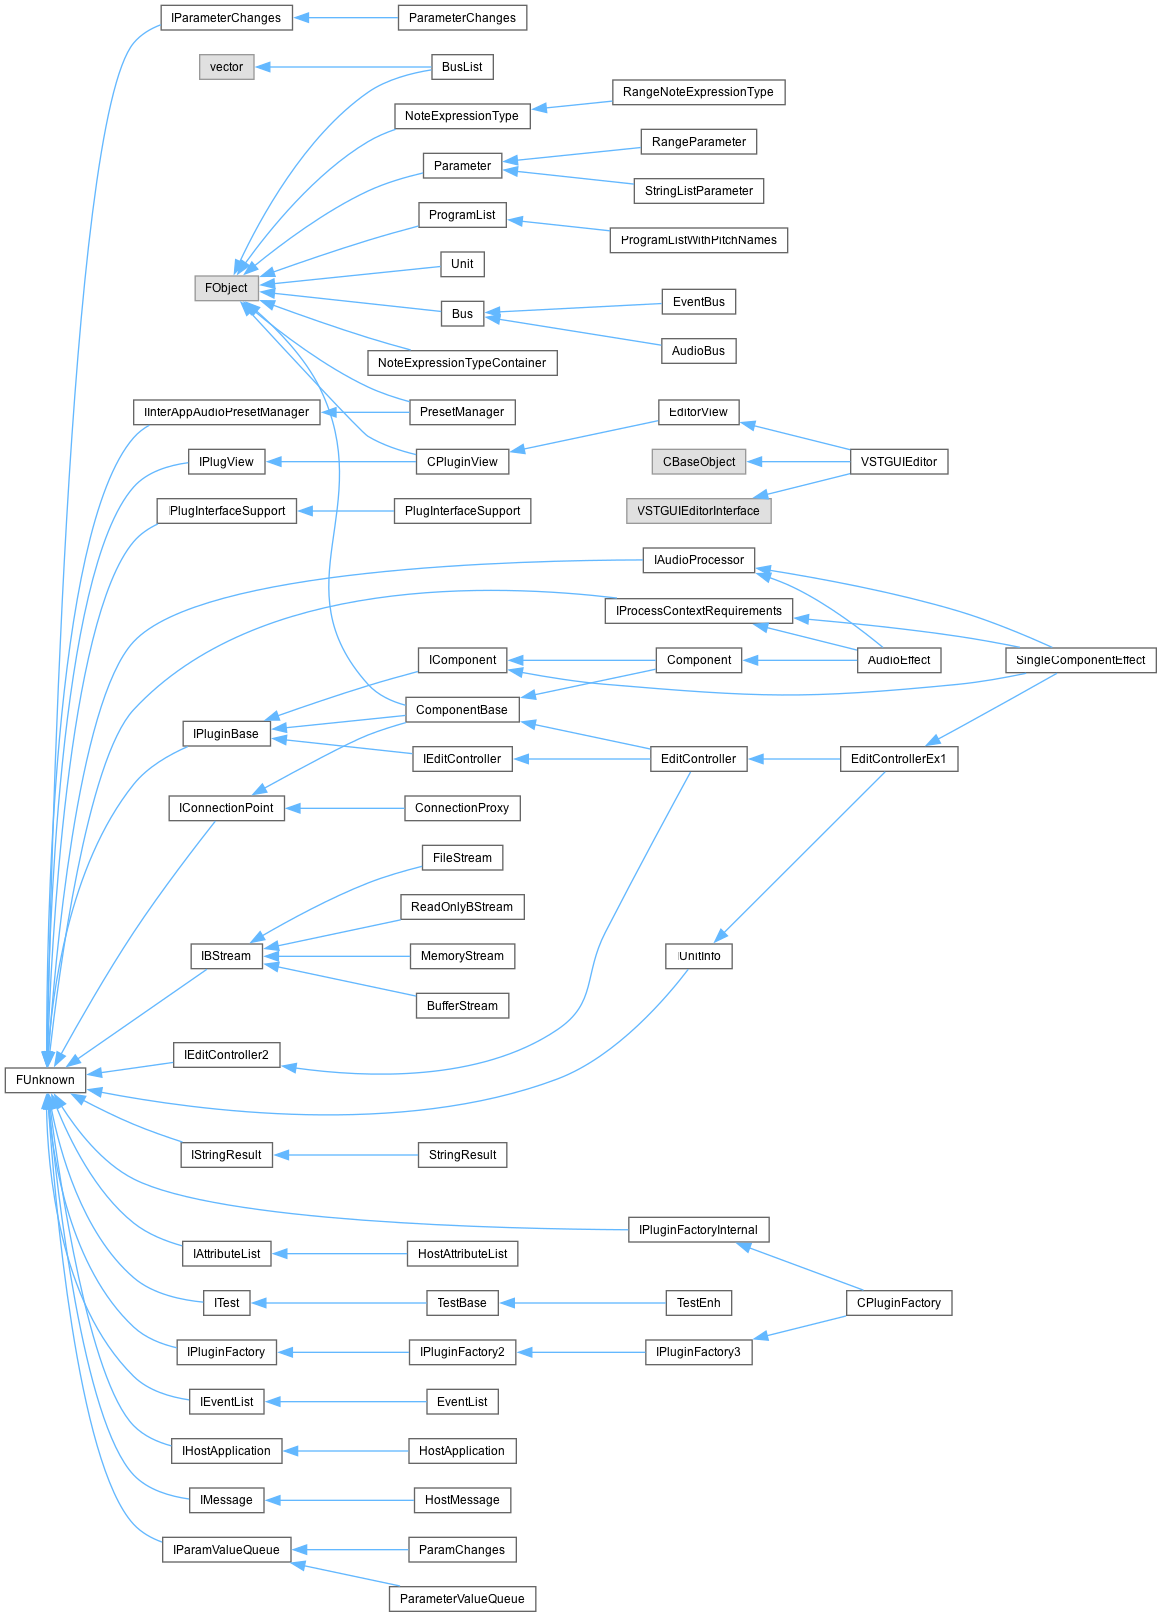 IParameterChanges
ParameterChanges
vector
BusList
RangeNoteExpressionType
NoteExpressionType
RangeParameter
Parameter
StringListParameter
ProgramList
ProgramListWithPitchNames
Unit
FObject
EventBus
Bus
AudioBus
NoteExpressionTypeContainer
IInterAppAudioPresetManager
PresetManager
EditorView
IPlugView
CPluginView
CBaseObject
VSTGUIEditor
IPlugInterfaceSupport
PlugInterfaceSupport
VSTGUIEditorInterface
IAudioProcessor
IProcessContextRequirements
IComponent
Component
AudioEffect
SingleComponentEffect
ComponentBase
IPluginBase
IEditController
EditController
EditControllerEx1
IConnectionPoint
ConnectionProxy
FileStream
ReadOnlyBStream
IBStream
MemoryStream
IUnitInfo
BufferStream
IEditController2
FUnknown
IStringResult
StringResult
IPluginFactoryInternal
IAttributeList
HostAttributeList
ITest
TestBase
TestEnh
CPluginFactory
IPluginFactory
IPluginFactory2
IPluginFactory3
IEventList
EventList
IHostApplication
HostApplication
IMessage
HostMessage
IParamValueQueue
ParamChanges
ParameterValueQueue